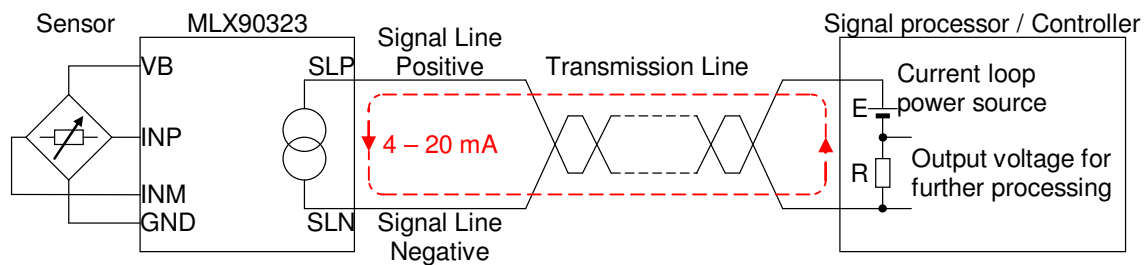 Sensor
MLX90323
VB
INP
INM
GND
SLP
SLN
Signal Line
Positive
4 – 20 mA
Signal Line
Negative
Transmission Line
Signal processor / Controller
Current loop
power source
E
R
Output voltage for
further processing